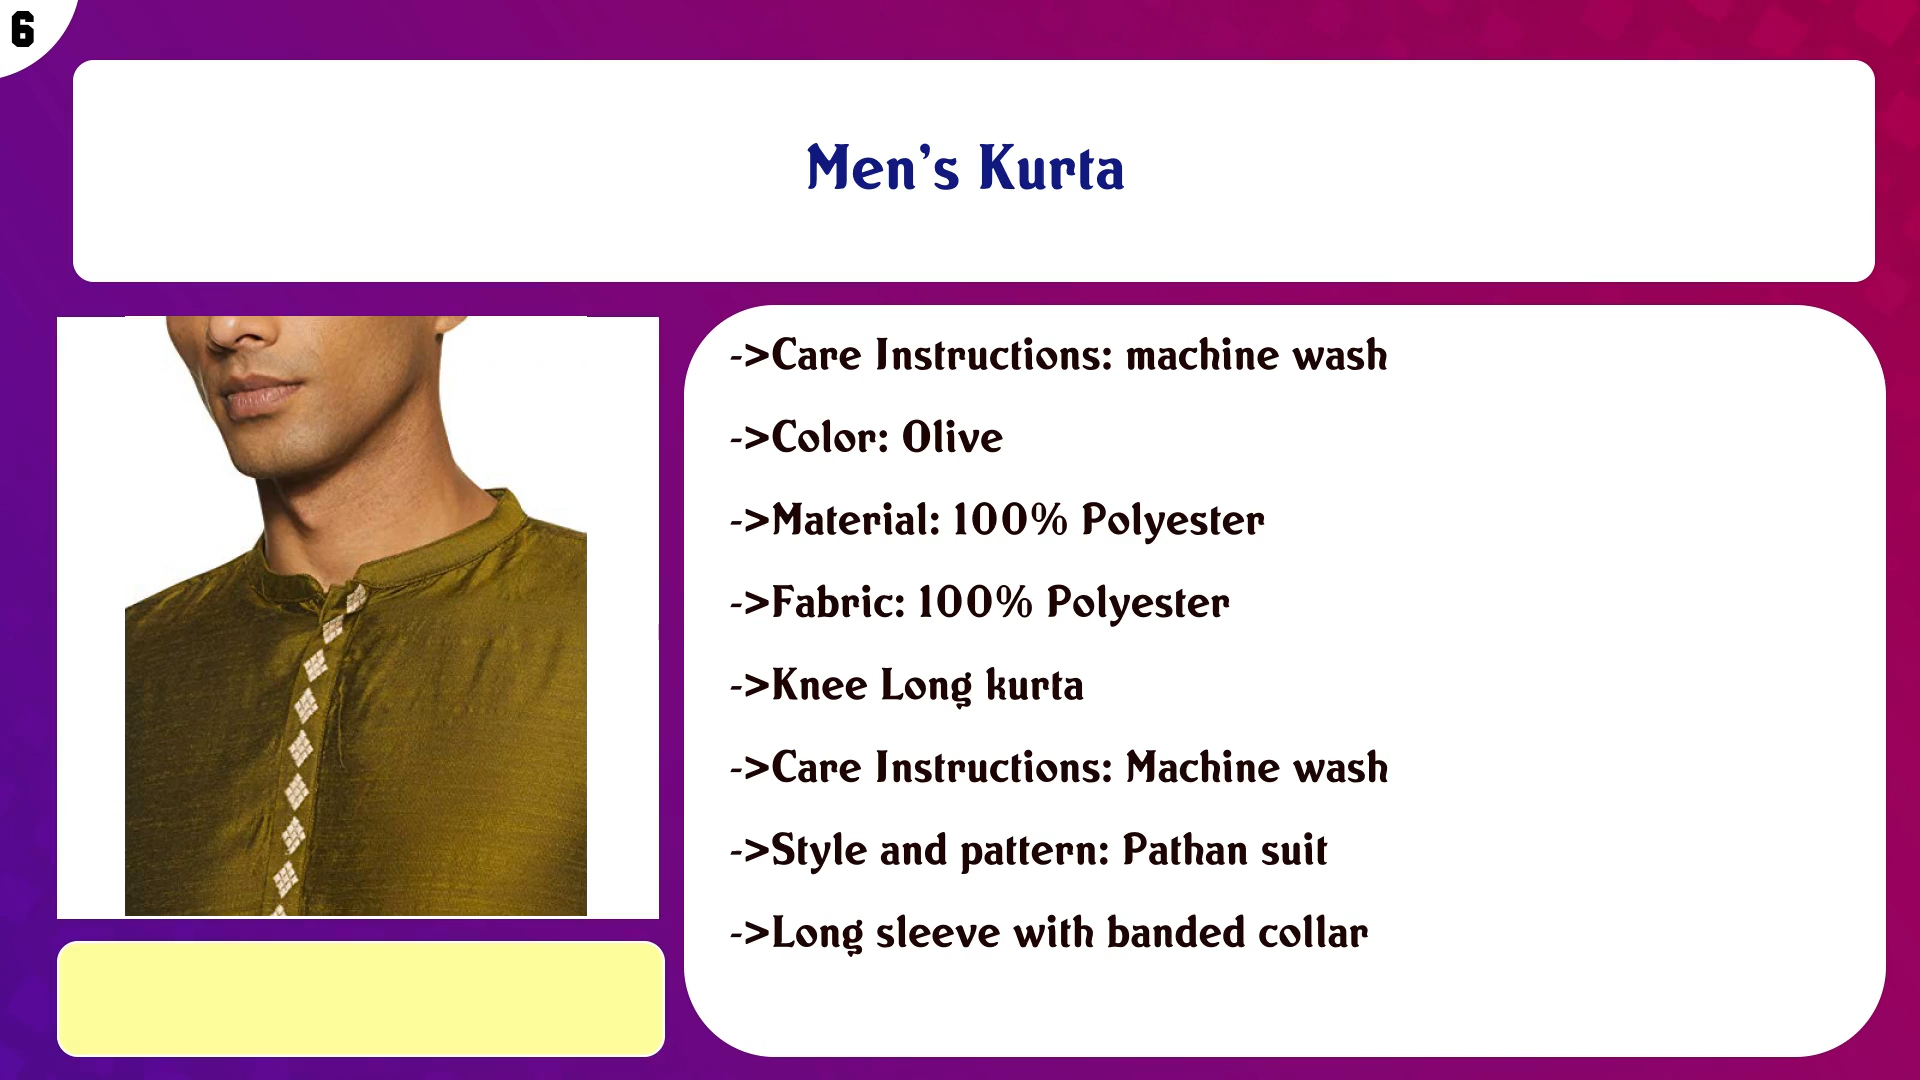 6
Men's Kurta
->Care Instructions: machine wash
->Color: Olive
->Material: 100% Polyester
->Fabric: 100% Polyester
->Knee Long kurta
->Care Instructions: Machine wash
->Style and pattern: Pathan suit
->Long sleeve with banded collar